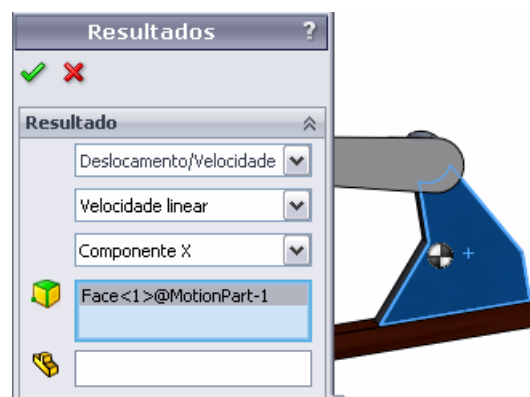 Resultados ?
Resultado
Deslocamento/Velocidade
Velocidade linear
Componente X
Face<1>@MotionPart-1